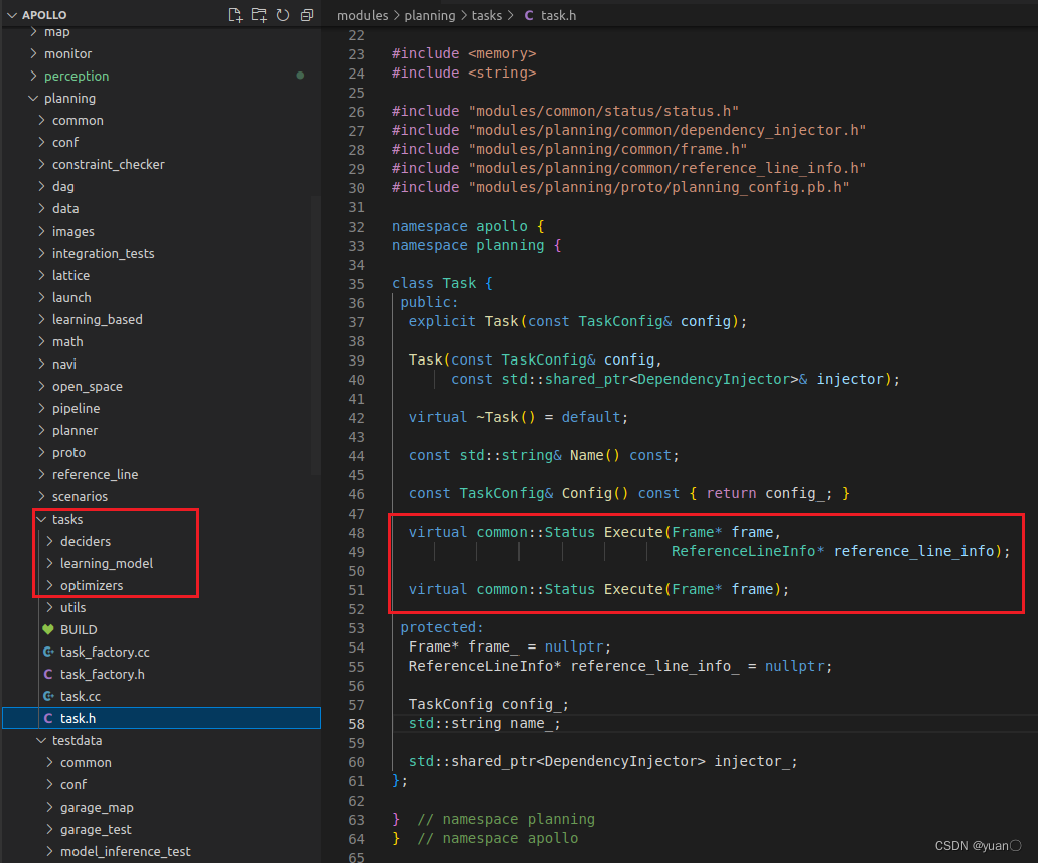 APOLLO
map
monitor
perception
planning
common
conf
constraint_checker
dag
data
images
integration_tests
lattice
launch
learning_based
math
navi
open_space
pipeline
planner
proto
reference_line
scenarios
tasks
deciders
learning_model
optimizers
utils
BUILD
task_factory.cc
C task_factory.h
task.cc
C task.h
testdata
common
conf
garage_map
garage_test
model_inference_test
modules > planning > tasks > C task.h
22
23 #include <memory>
24 #include <string>
25
26 #include "modules/common/status/status.h"
27 #include "modules/planning/common/dependency_injector.h"
28 #include "modules/planning/common/frame.h"
29 #include "modules/planning/common/reference_line_info.h"
30 #include "modules/planning/proto/planning_config.pb.h"
31
32 namespace apollo {
33 namespace planning {
34
35 class Task {
36 public:
37 explicit Task(const TaskConfig& config);
38
39 Task(const TaskConfig& config,
40 const std::shared_ptr<DependencyInjector>& injector);
41
42 virtual ~Task() = default;
43
44 const std::string& Name() const;
45
46 const TaskConfig& Config() const { return config_; }
47
48 virtual common::Status Execute(Frame* frame,
49 ReferenceLineInfo* reference_line_info);
50
51 virtual common::Status Execute(Frame* frame);
52
53 protected:
54 Frame* frame_ = nullptr;
55 ReferenceLineInfo* reference_line_info_ = nullptr;
56
57 TaskConfig config_;
58 std::string name_;
59
60 std::shared_ptr<DependencyInjector> injector_;
61 };
62
63 } // namespace planning
64 } // namespace apollo
65
CSDN @yuan〇